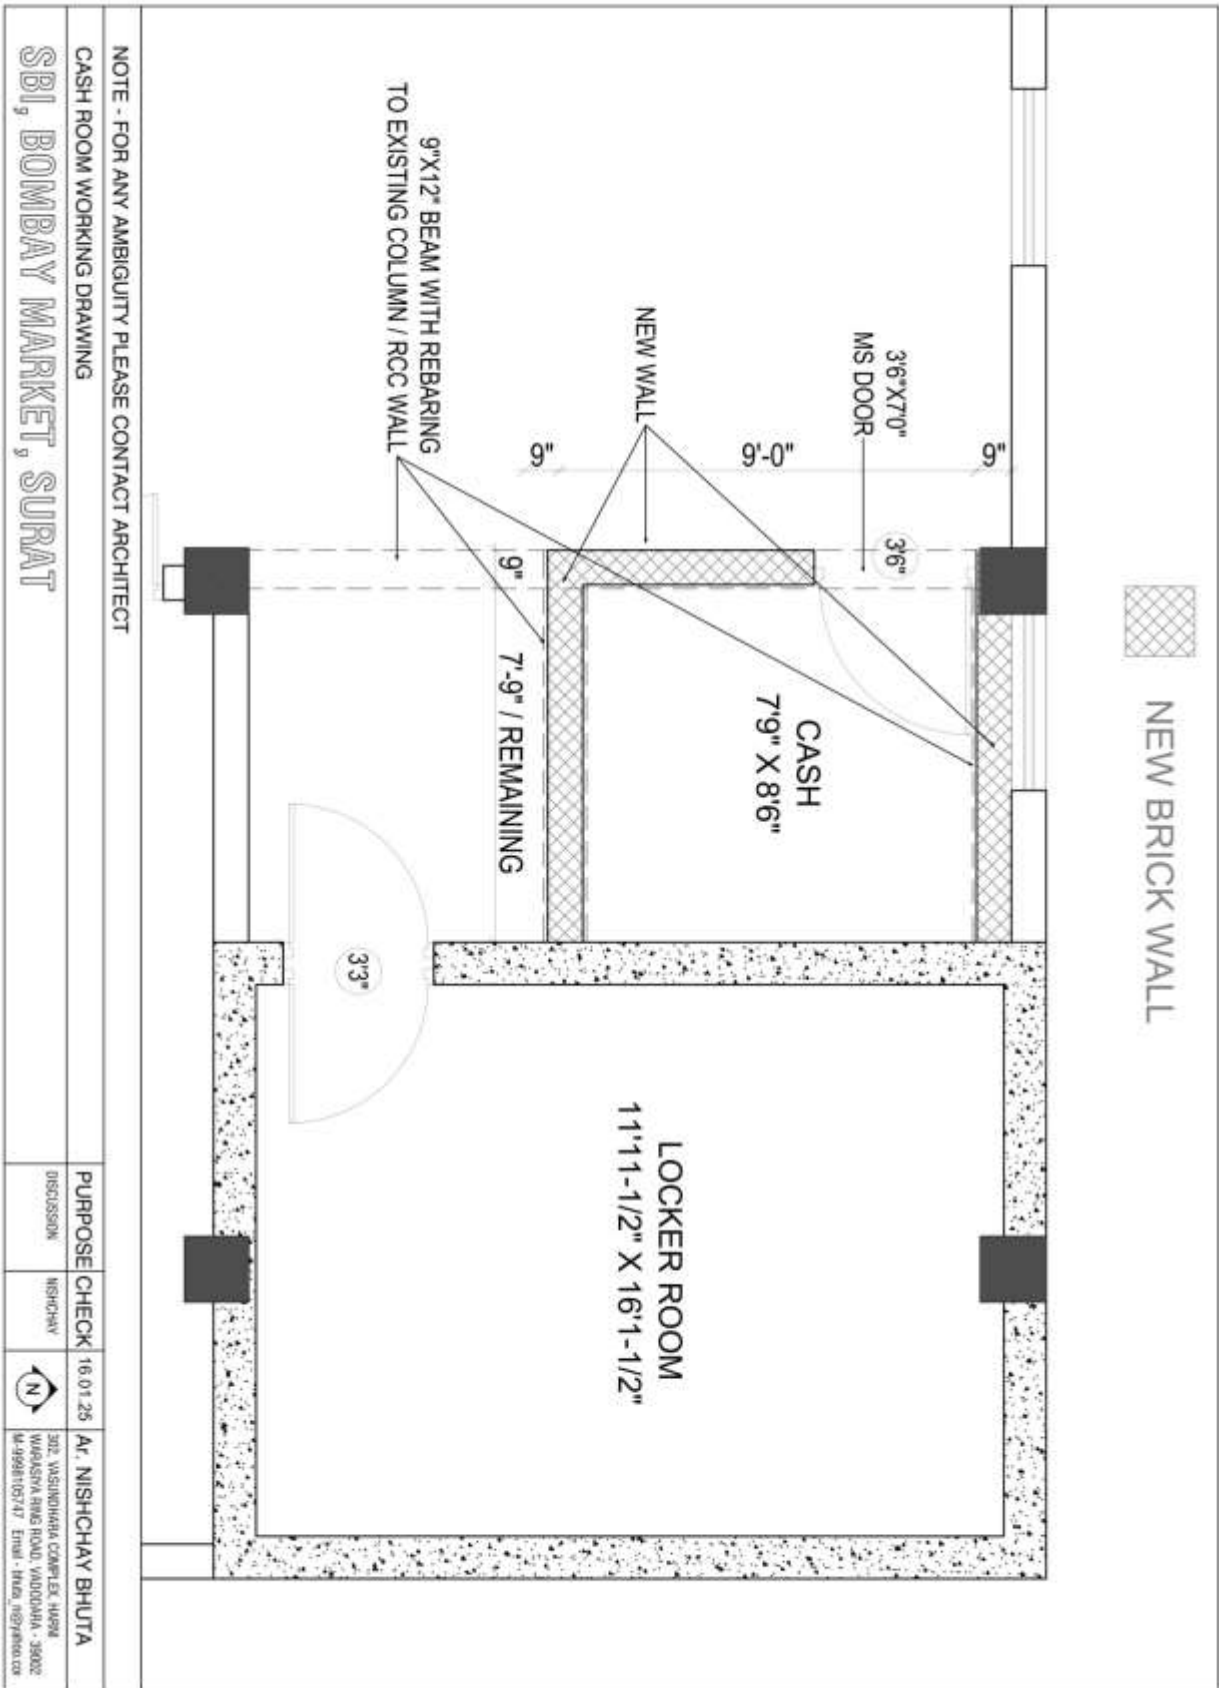 NEW BRICK WALL
3'6"X7'0"
MS DOOR
NEW WALL
9"X12" BEAM WITH REBARING
TO EXISTING COLUMN / RCC WALL
9"
9'-0"
9"
3'6"
9"
7'-9" / REMAINING
CASH
7'9" X 8'6"
3'3"
LOCKER ROOM
11'11-1/2" X 16'1-1/2"
NOTE - FOR ANY AMBIGUITY PLEASE CONTACT ARCHITECT
CASH ROOM WORKING DRAWING
PURPOSE CHECK 16.01.25 Ar. NISHCHAY BHUTA
SBI, BOMBAY MARKET, SURAT
DISCUSSION
NISHCHAY
N
302, VASUNDHARA COMPLEX, HARNI
WARASIYA RING ROAD, VADODARA - 39002
M-9998105747 Email -